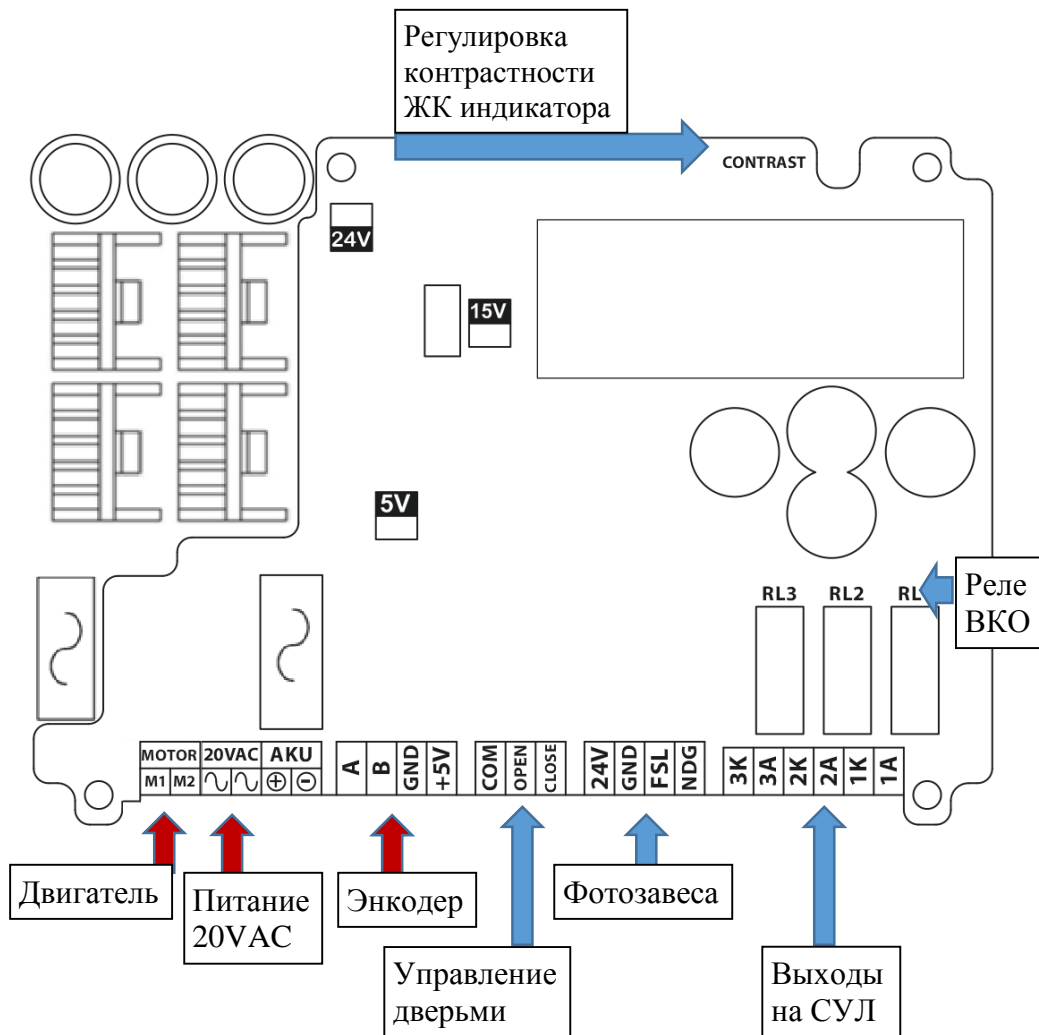 Регулировка
контрастности
ЖК индикатора
CONTRAST
24V
15V
5V
RL3 RL2 RL
Реле
ВКО
MOTOR 20VAC AKU
M1 M2
A B GND +5V
COM OPEN CLOSE
24V GND FSL NDG
3K 3A 2K 2A 1K 1A
Двигатель
Питание
20VAC
Энкодер
Управление
дверьми
Фотозавеса
Выходы
на СУЛ